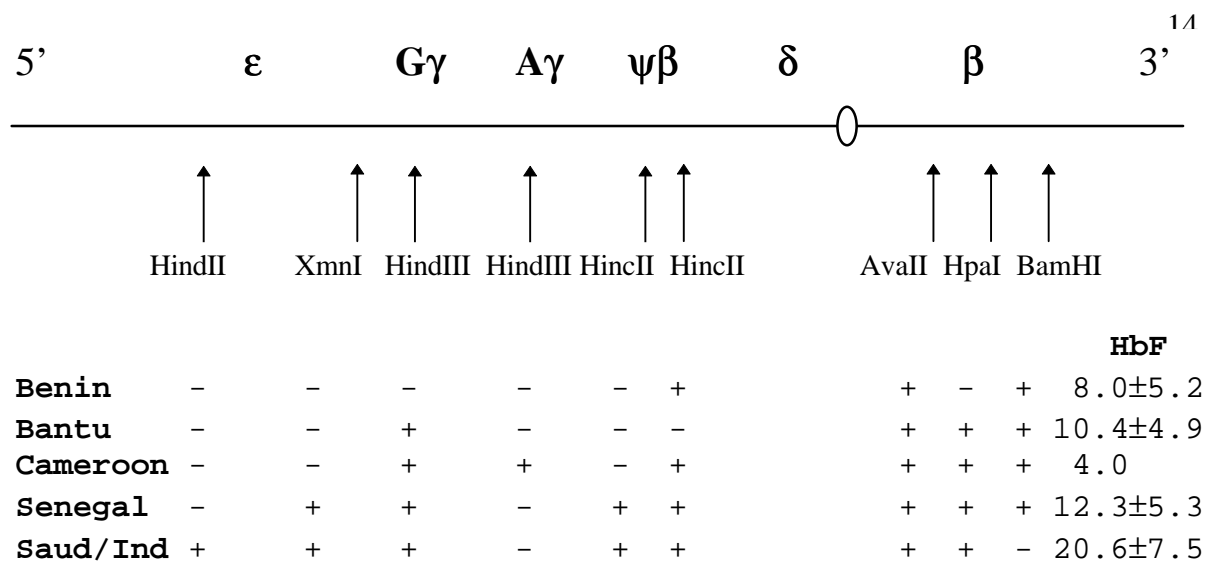 14
5’ ε Gγ Aγ ψβ δ β 3’
HindII XmnI HindIII HindIII HincII HincII AvaII HpaI BamHI
HbF
Benin – – – – – + + – + 8.0±5.2
Bantu – – + – – – + + + 10.4±4.9
Cameroon – – + + – + + + + 4.0
Senegal – + + – + + + + + 12.3±5.3
Saud/Ind + + + – + + + + – 20.6±7.5